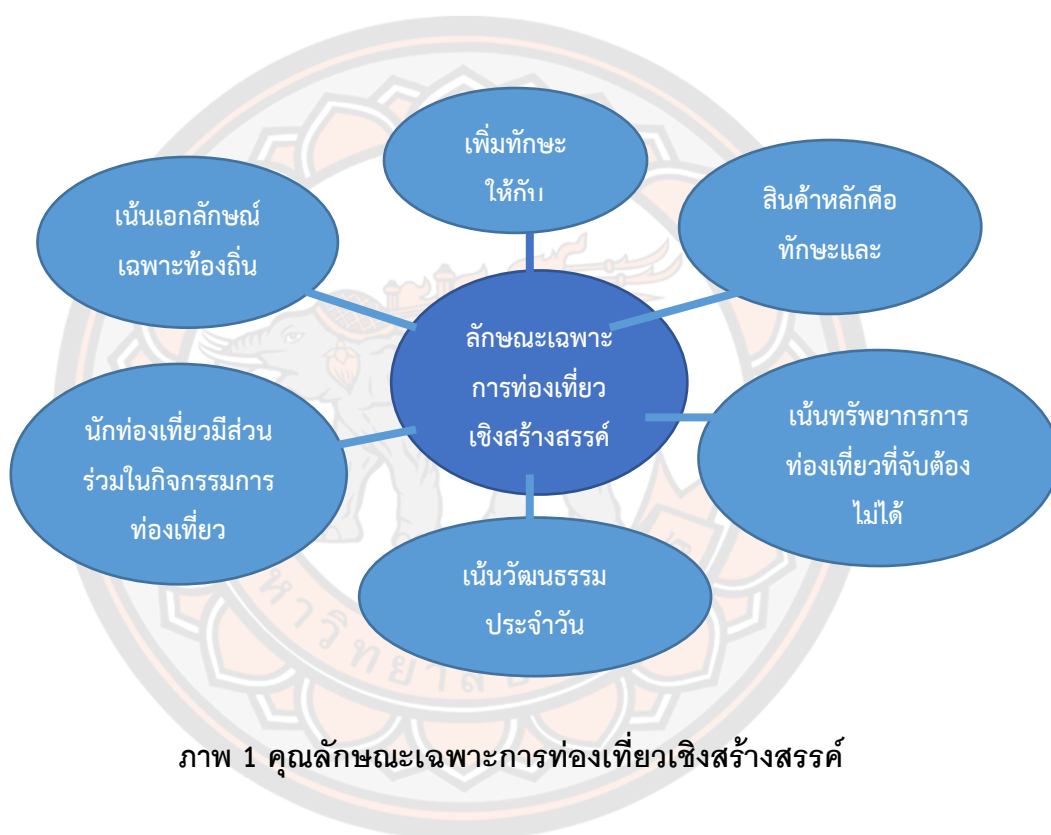 เพิ่มทักษะ
ให้กับ
เน้นเอกลักษณ์
เฉพาะท้องถิ่น
สินค้าหลักคือ
ทักษะและ
ลักษณะเฉพาะ
การท่องเที่ยว
เชิงสร้างสรรค์
นักท่องเที่ยวมีส่วน
ร่วมในกิจกรรมการ
ท่องเที่ยว
เน้นทรัพยากรการ
ท่องเที่ยวที่จับต้อง
ไม่ได้
เน้นวัฒนธรรม
ประจำวัน
ภาพ 1 คุณลักษณะเฉพาะการท่องเที่ยวเชิงสร้างสรรค์